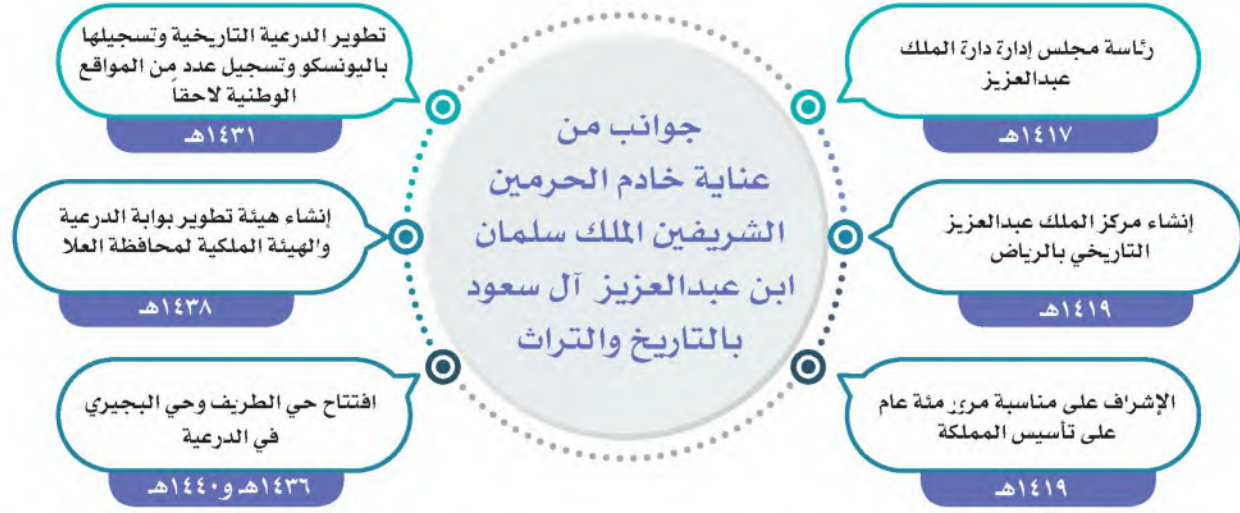 جوانب من
عناية خادم الحرمين
الشريفين الملك سلمان
ابن عبدالعزيز آل سعود
بالتاريخ والتراث
رئاسة مجلس إدارة دارة الملك
عبدالعزيز
١٤١٧هـ
إنشاء مركز الملك عبدالعزيز
التاريخي بالرياض
١٤١٩هـ
الإشراف على مناسبة مرور مئة عام
على تأسيس المملكة
١٤١٩هـ
تطوير الدرعية التاريخية وتسجيلها
باليونسكو وتسجيل عدد من المواقع
الوطنية لاحقاً
١٤٣١هـ
إنشاء هيئة تطوير بوابة الدرعية
والهيئة الملكية لمحافظة العلا
١٤٣٨هـ
افتتاح حي الطريف وحي البجيري
في الدرعية
١٤٣٦هـ و١٤٤٠هـ